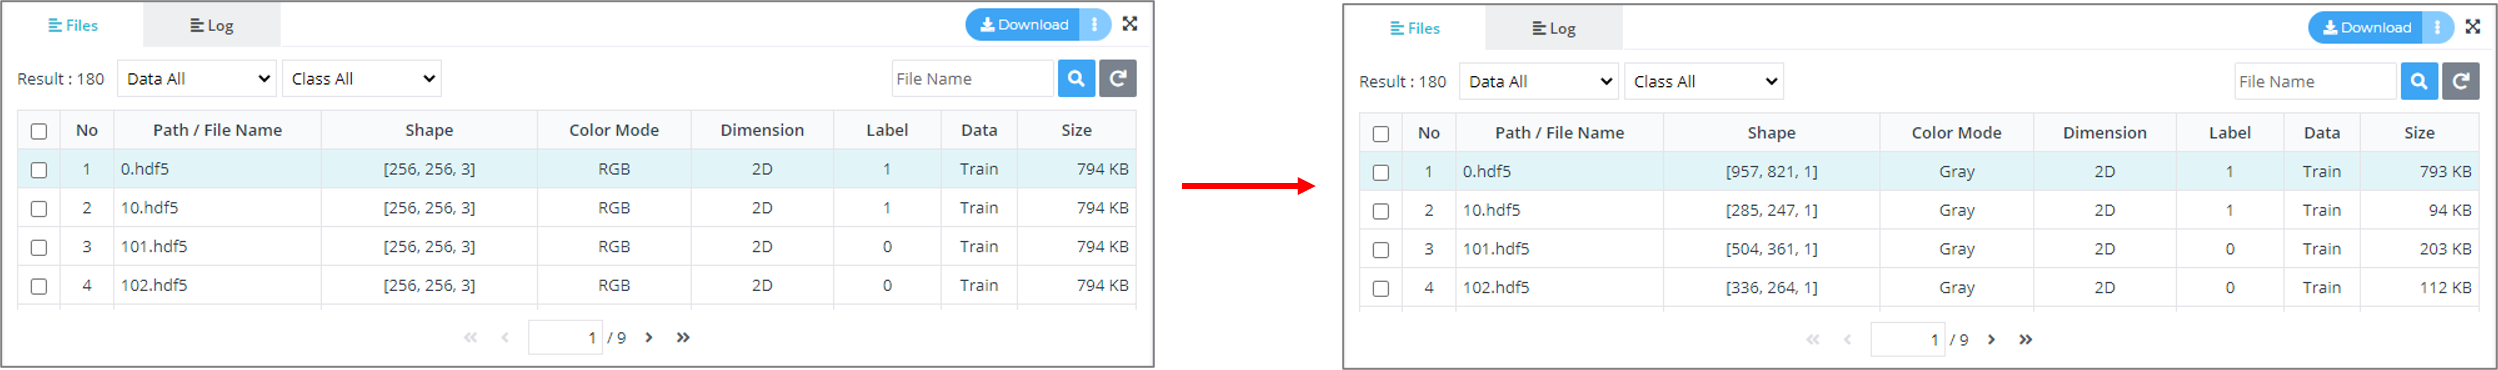 Files Log Download
Result : 180 Data All Class All File Name
No Path / File Name Shape Color Mode Dimension Label Data Size
1 0.hdf5 [256, 256, 3] RGB 2D 1 Train 794 KB
2 10.hdf5 [256, 256, 3] RGB 2D 1 Train 794 KB
3 101.hdf5 [256, 256, 3] RGB 2D 0 Train 794 KB
4 102.hdf5 [256, 256, 3] RGB 2D 0 Train 794 KB
« ‹ 1 / 9 › »
Files Log Download
Result : 180 Data All Class All File Name
No Path / File Name Shape Color Mode Dimension Label Data Size
1 0.hdf5 [957, 821, 1] Gray 2D 1 Train 793 KB
2 10.hdf5 [285, 247, 1] Gray 2D 1 Train 94 KB
3 101.hdf5 [504, 361, 1] Gray 2D 0 Train 203 KB
4 102.hdf5 [336, 264, 1] Gray 2D 0 Train 112 KB
« ‹ 1 / 9 › »